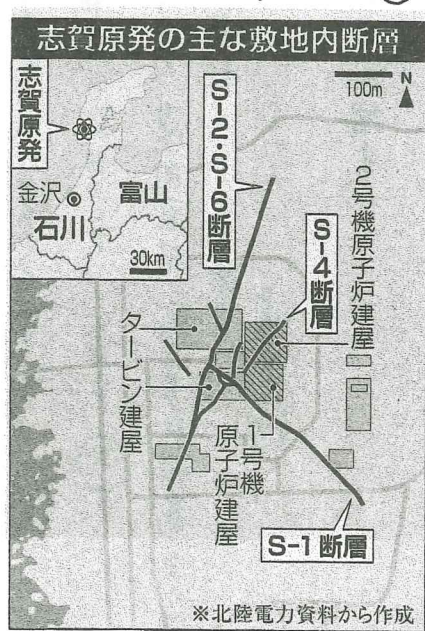 志賀原発の主な敷地内断層
志賀原発
金沢
富山
石川
30km
100m
N
S-2・S-6断層
S-4断層
2号機原子炉建屋
タービン建屋
1号機
原子炉建屋
S-1断層
※北陸電力資料から作成